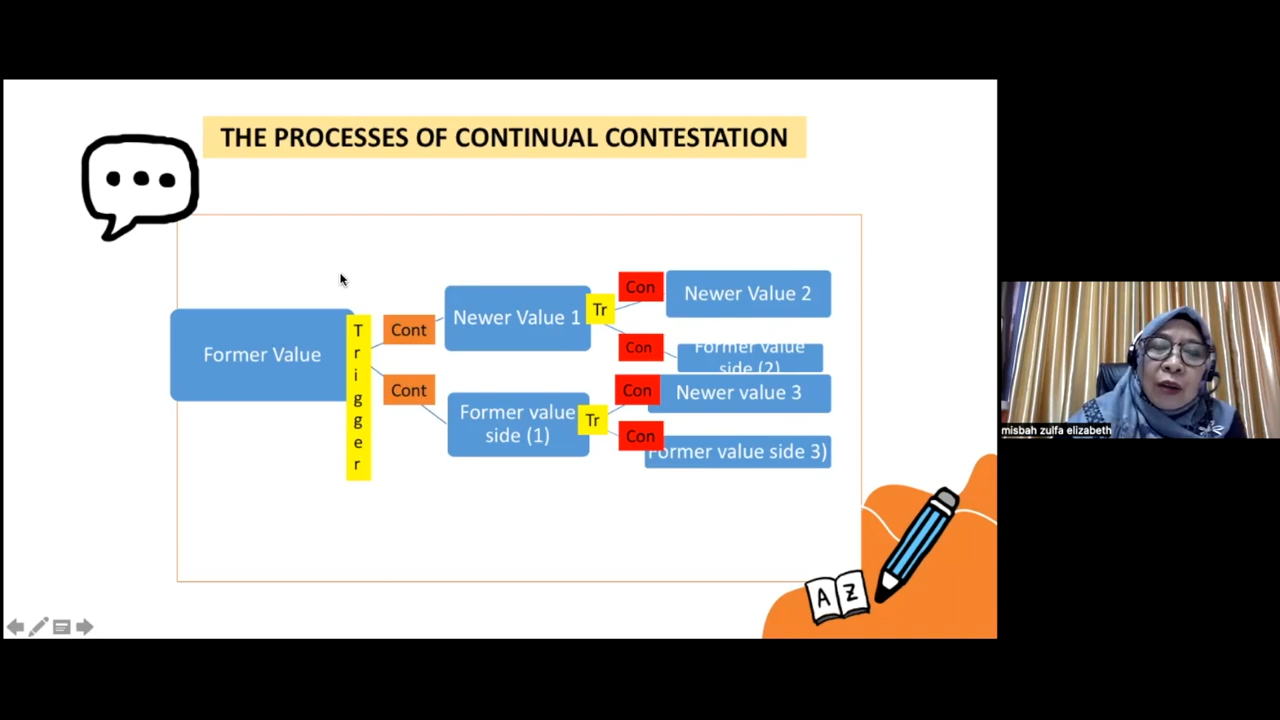 THE PROCESSES OF CONTINUAL CONTESTATION
Former Value
Trigger
Cont
Cont
Newer Value 1
Former value
side (1)
Tr
Tr
Con
Con
Con
Con
Newer Value 2
Former value
side (2)
Newer value 3
Former value side 3)
A Z
misbah zulfa elizabeth